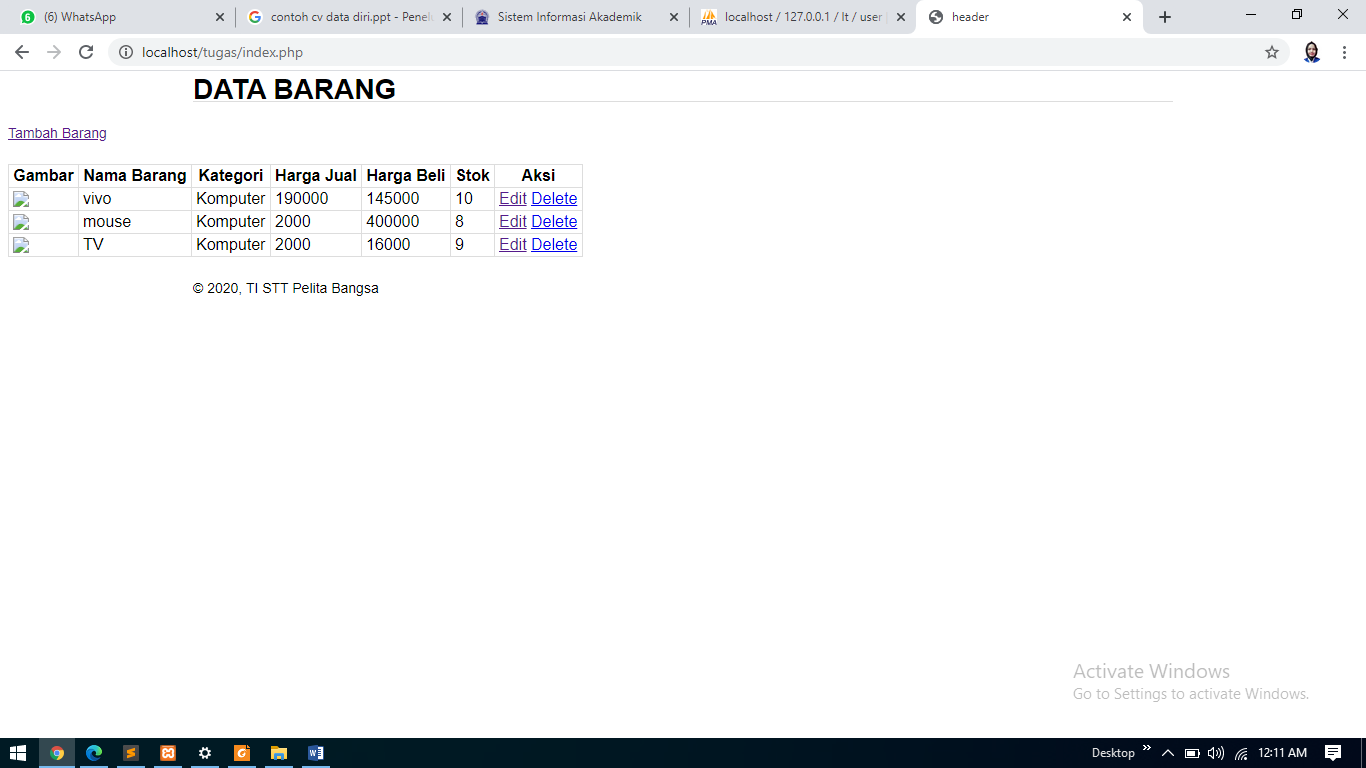 (6) WhatsApp
contoh cv data diri.ppt - Penel
Sistem Informasi Akademik
PMA
localhost / 127.0.0.1 / lt / user
header
localhost/tugas/index.php
DATA BARANG
Tambah Barang
Gambar Nama Barang Kategori Harga Jual Harga Beli Stok Aksi
vivo Komputer 190000 145000 10 Edit Delete
mouse Komputer 2000 400000 8 Edit Delete
TV Komputer 2000 16000 9 Edit Delete
© 2020, TI STT Pelita Bangsa
Activate Windows
Go to Settings to activate Windows.
Desktop
12:11 AM